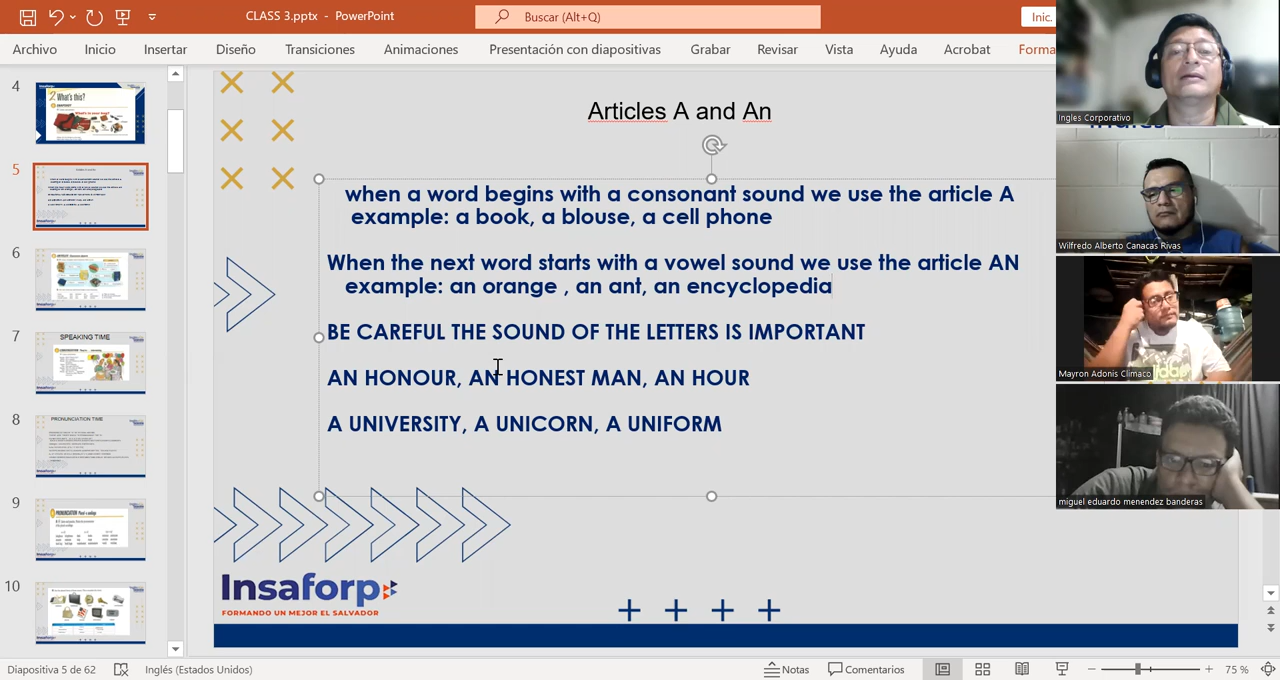 CLASS 3.pptx - PowerPoint
Buscar (Alt+Q)
Inic.
Archivo Inicio Insertar Diseño Transiciones Animaciones Presentación con diapositivas Grabar Revisar Vista Ayuda Acrobat Forma
4
What's this?
5
6
7
SPEAKING TIME
8
PRONUNCIATION TIME
9
10
Articles A and An
when a word begins with a consonant sound we use the article A
example: a book, a blouse, a cell phone
When the next word starts with a vowel sound we use the article AN
example: an orange , an ant, an encyclopedia
BE CAREFUL THE SOUND OF THE LETTERS IS IMPORTANT
AN HONOUR, AN HONEST MAN, AN HOUR
A UNIVERSITY, A UNICORN, A UNIFORM
Insaforp
FORMANDO UN MEJOR EL SALVADOR
Ingles Corporativo
Wilfredo Alberto Canacas Rivas
Mayron Adonis Climaco
miguel eduardo menendez banderas
Diapositiva 5 de 62 Inglés (Estados Unidos) Notas Comentarios 75 %